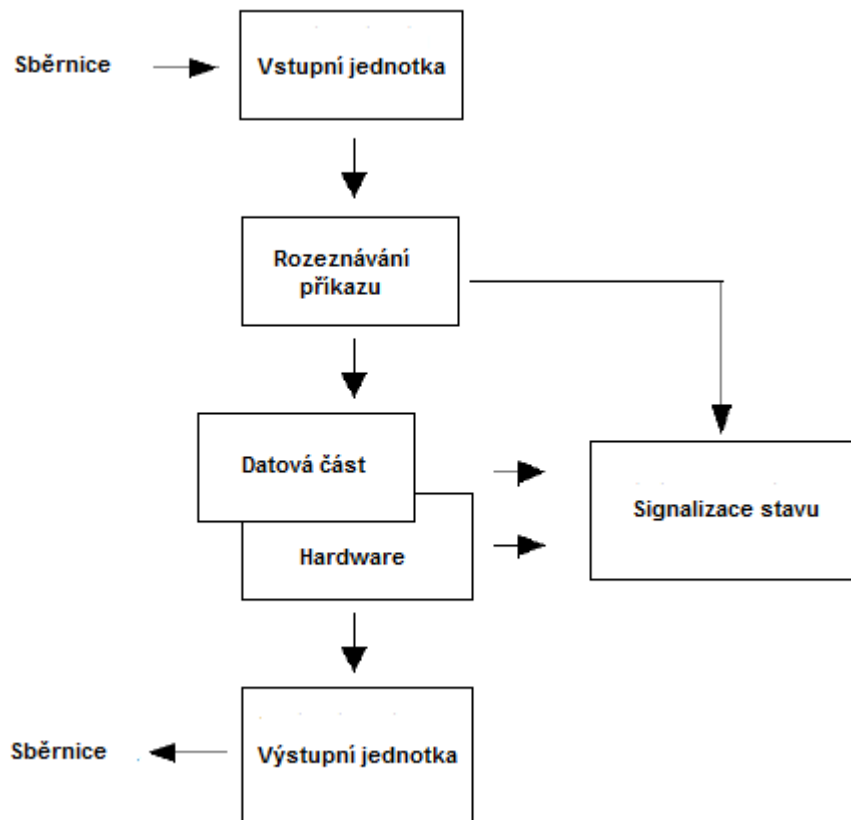 Sběrnice
Vstupní jednotka
Rozeznávání
příkazu
Datová část
Hardware
Signalizace stavu
Sběrnice
Výstupní jednotka